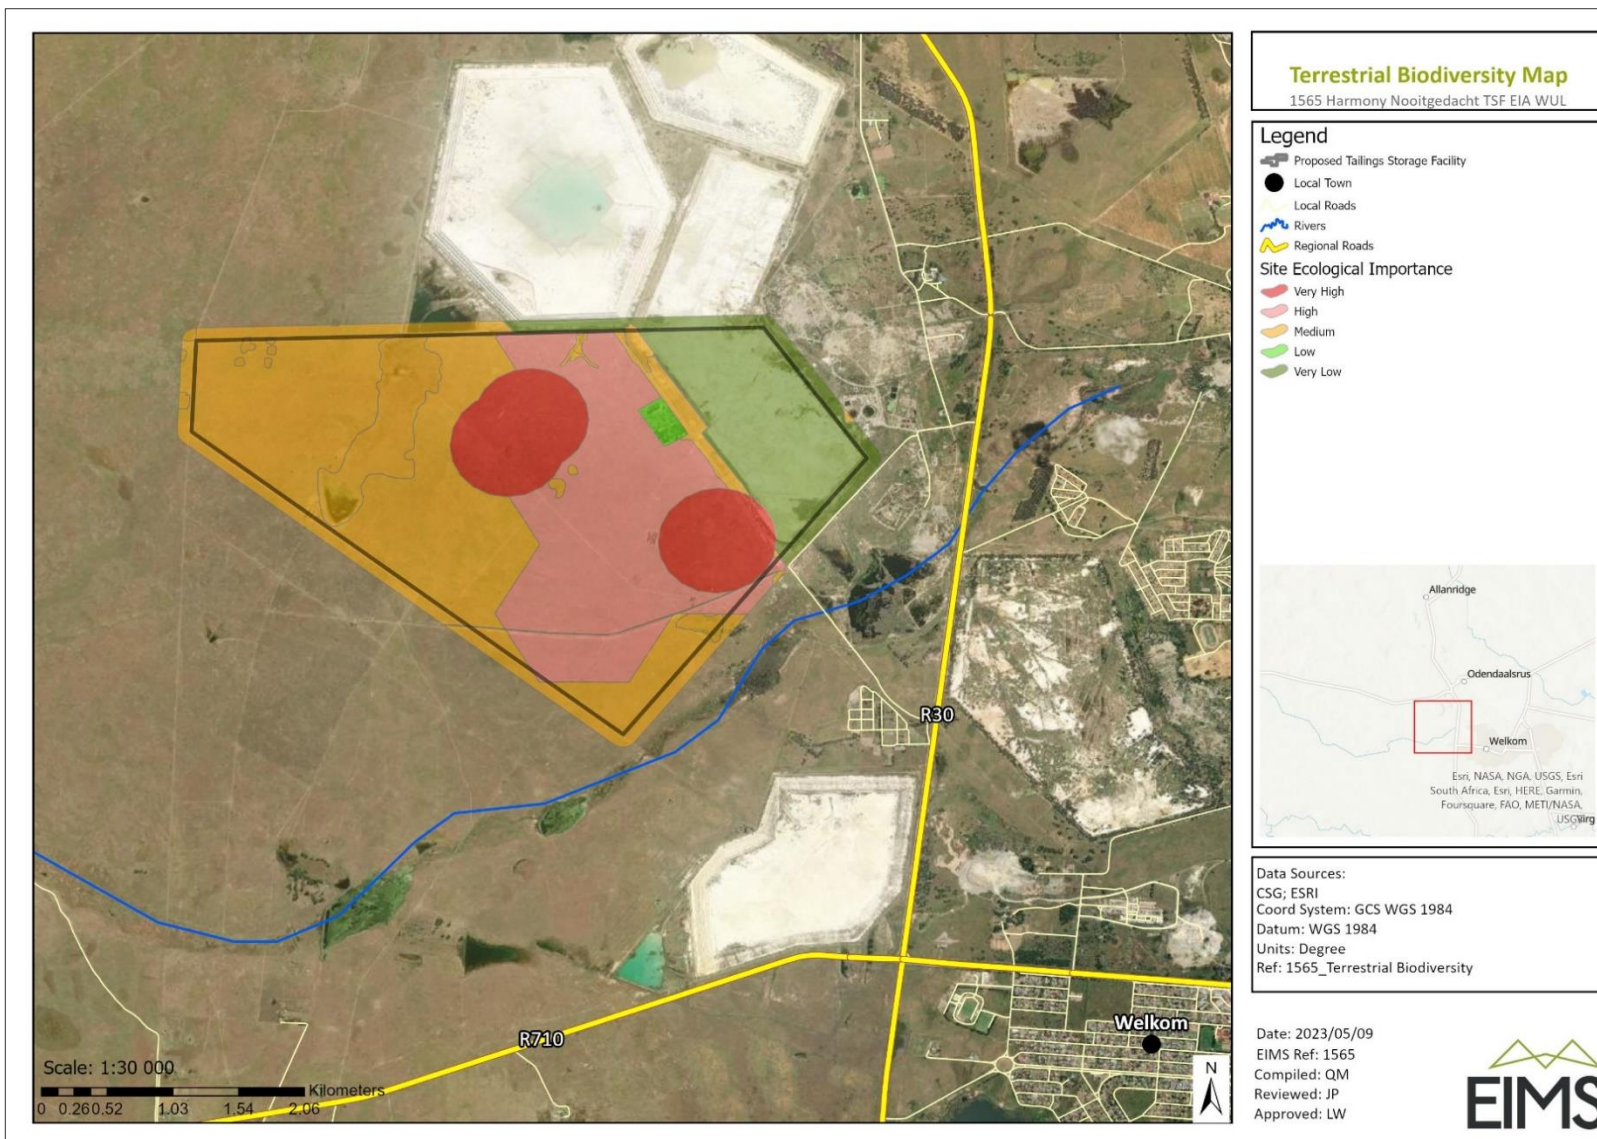 Terrestrial Biodiversity Map
1565 Harmony Nooitgedacht TSF EIA WUL
Legend
Proposed Tailings Storage Facility
Local Town
Local Roads
Rivers
Regional Roads
Site Ecological Importance
Very High
High
Medium
Low
Very Low
R30
R710
Welkom
N
Scale: 1:30 000
Kilometers
0 0.26 0.52 1.03 1.54 2.06
Allanridge
Odendaalsrus
Welkom
Esri, NASA, NGA, USGS, Esri
South Africa, Esri, HERE, Garmin,
Foursquare, FAO, METI/NASA,
Data Sources:
CSG; ESRI
Coord System: GCS WGS 1984
Datum: WGS 1984
Units: Degree
Ref: 1565_Terrestrial Biodiversity
Date: 2023/05/09
EIMS Ref: 1565
Compiled: QM
Reviewed: JP
Approved: LW
EIMS